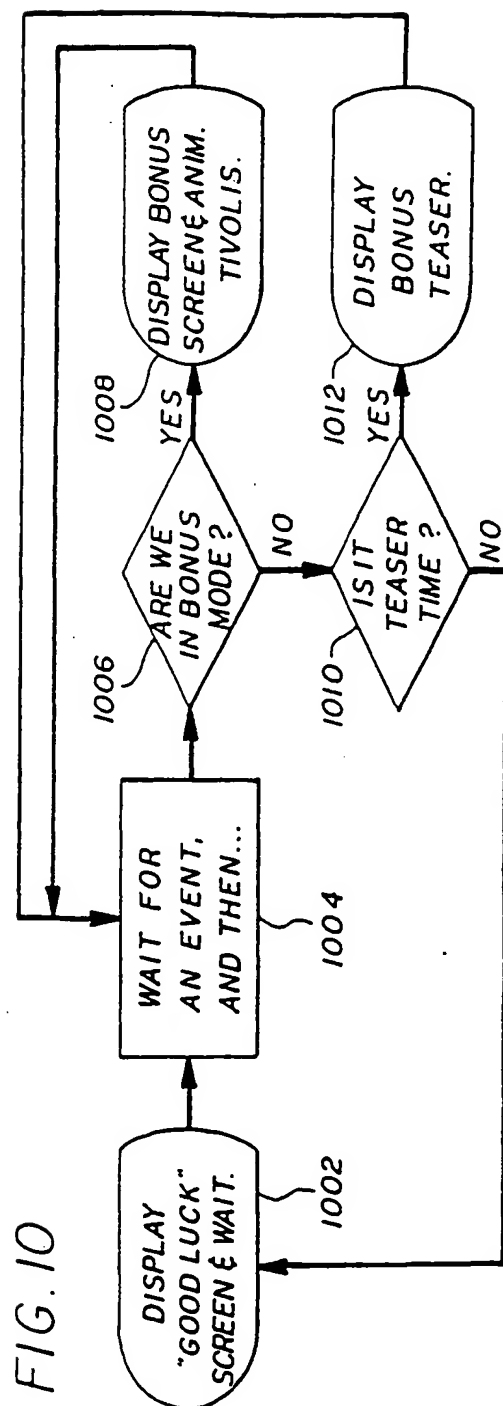 FIG. 10
DISPLAY
"GOOD LUCK"
SCREEN & WAIT.
1002
WAIT FOR
AN EVENT,
AND THEN...
1004
ARE WE
IN BONUS
MODE ?
1006
YES
NO
DISPLAY BONUS
SCREEN & ANIM.
TIVOLIS.
1008
IS IT
TEASER
TIME ?
1010
YES
NO
DISPLAY
BONUS
TEASER.
1012